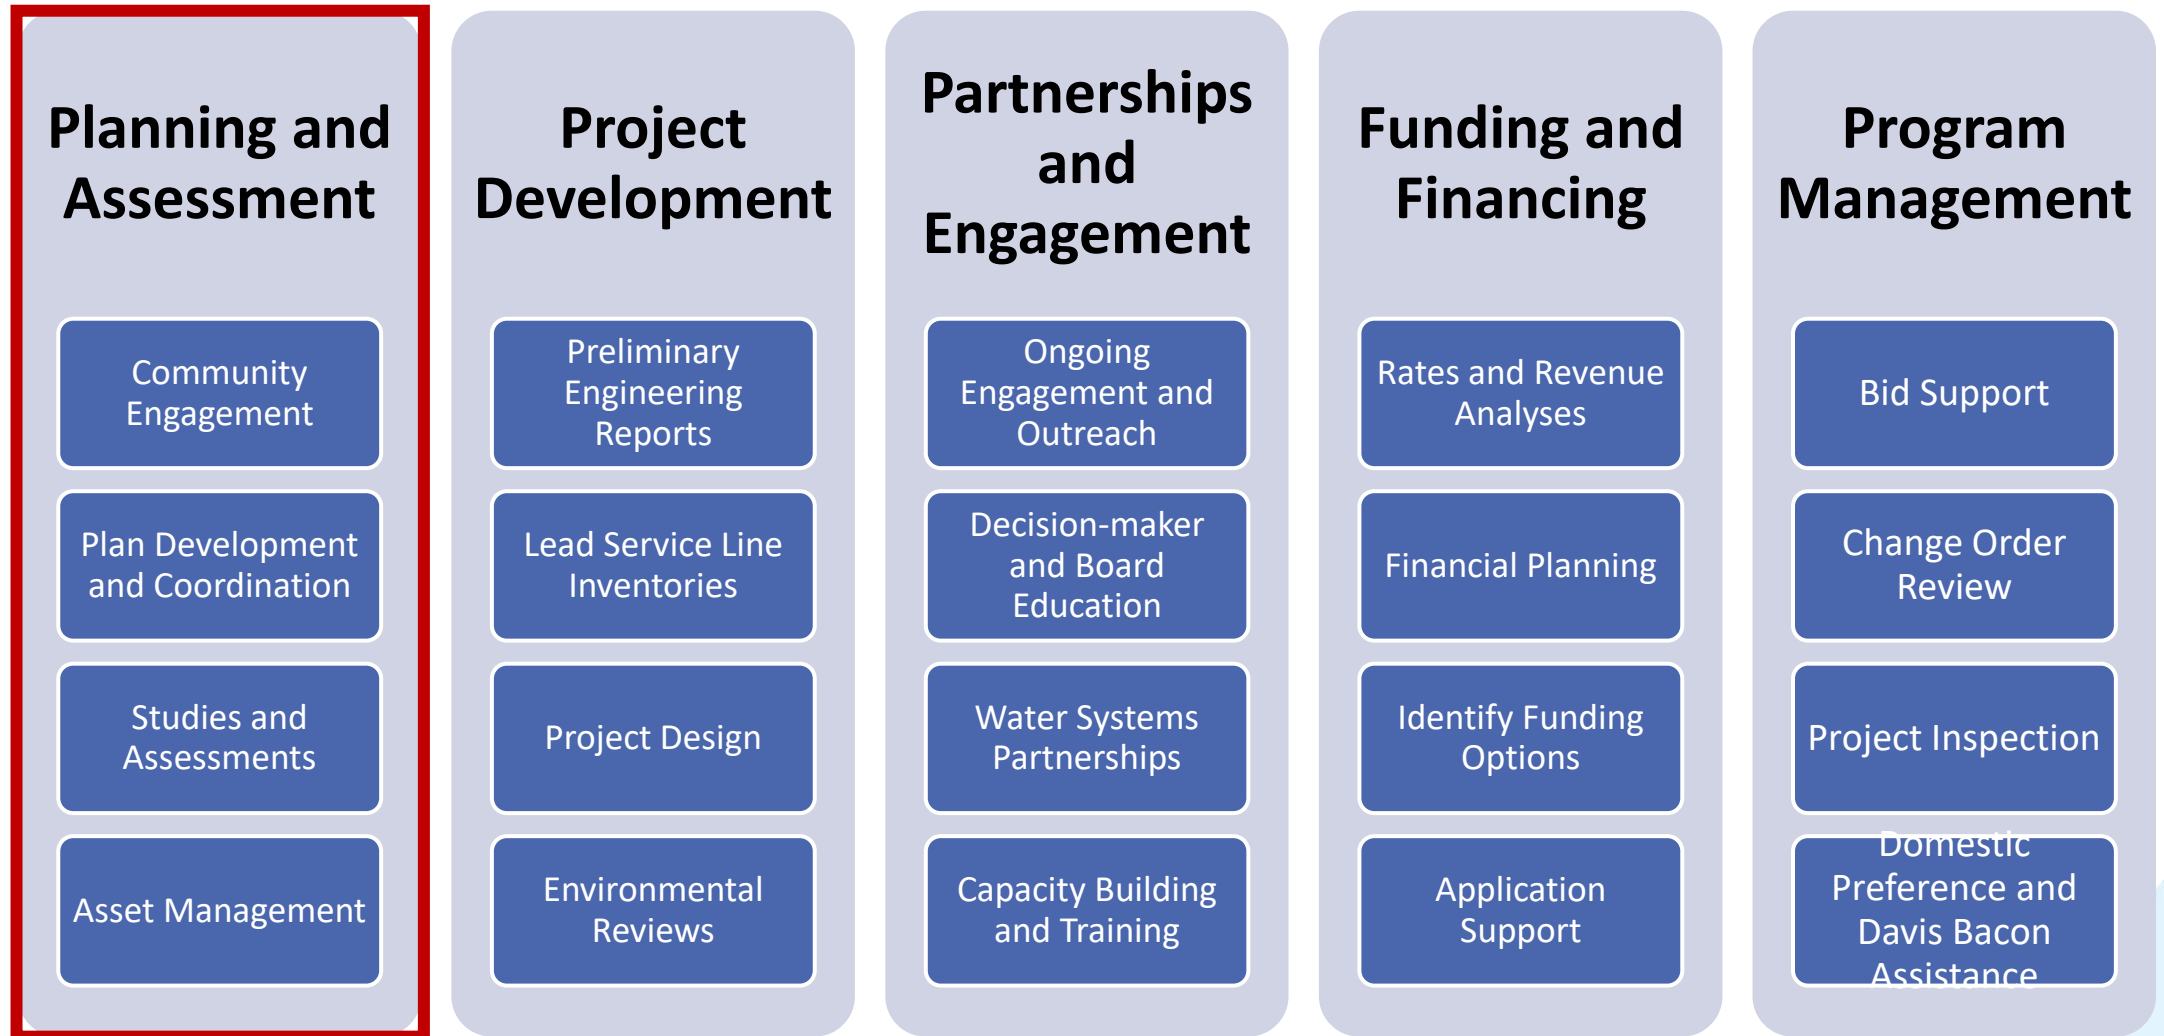 Planning and
Assessment
Community
Engagement
Plan Development
and Coordination
Studies and
Assessments
Asset Management
Project
Development
Preliminary
Engineering
Reports
Lead Service Line
Inventories
Project Design
Environmental
Reviews
Partnerships
and
Engagement
Ongoing
Engagement and
Outreach
Decision-maker
and Board
Education
Water Systems
Partnerships
Capacity Building
and Training
Funding and
Financing
Rates and Revenue
Analyses
Financial Planning
Identify Funding
Options
Application
Support
Program
Management
Bid Support
Change Order
Review
Project Inspection
Domestic
Preference and
Davis Bacon
Assistance